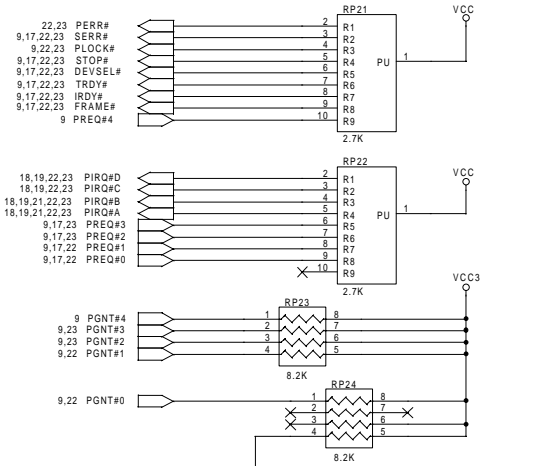 RP21 VCC
22,23 PERR# 2 R1
9,17,22,23 SERR# 3 R2
9,22,23 PLOCK# 4 R3
9,17,22,23 STOP# 5 R4 PU 1
9,17,22,23 DEVSEL# 6 R5
9,17,22,23 TRDY# 7 R6
9,17,22,23 IRDY# 8 R7
9,17,22,23 FRAME# 9 R8
9 PREQ#4 10 R9
2.7K
RP22 VCC
18,19,22,23 PIRQ#D 2 R1
18,19,22,23 PIRQ#C 3 R2
18,19,21,22,23 PIRQ#B 4 R3
18,19,21,22,23 PIRQ#A 5 R4 PU 1
9,17,23 PREQ#3 6 R5
9,17,23 PREQ#2 7 R6
9,17,22 PREQ#1 8 R7
9,17,22 PREQ#0 9 R8
10 R9
2.7K
VCC3
RP23
9 PGNT#4 1 8
9,23 PGNT#3 2 7
9,23 PGNT#2 3 6
9,22 PGNT#1 4 5
8.2K
RP24
9,22 PGNT#0 1 8
2 7
3 6
4 5
8.2K